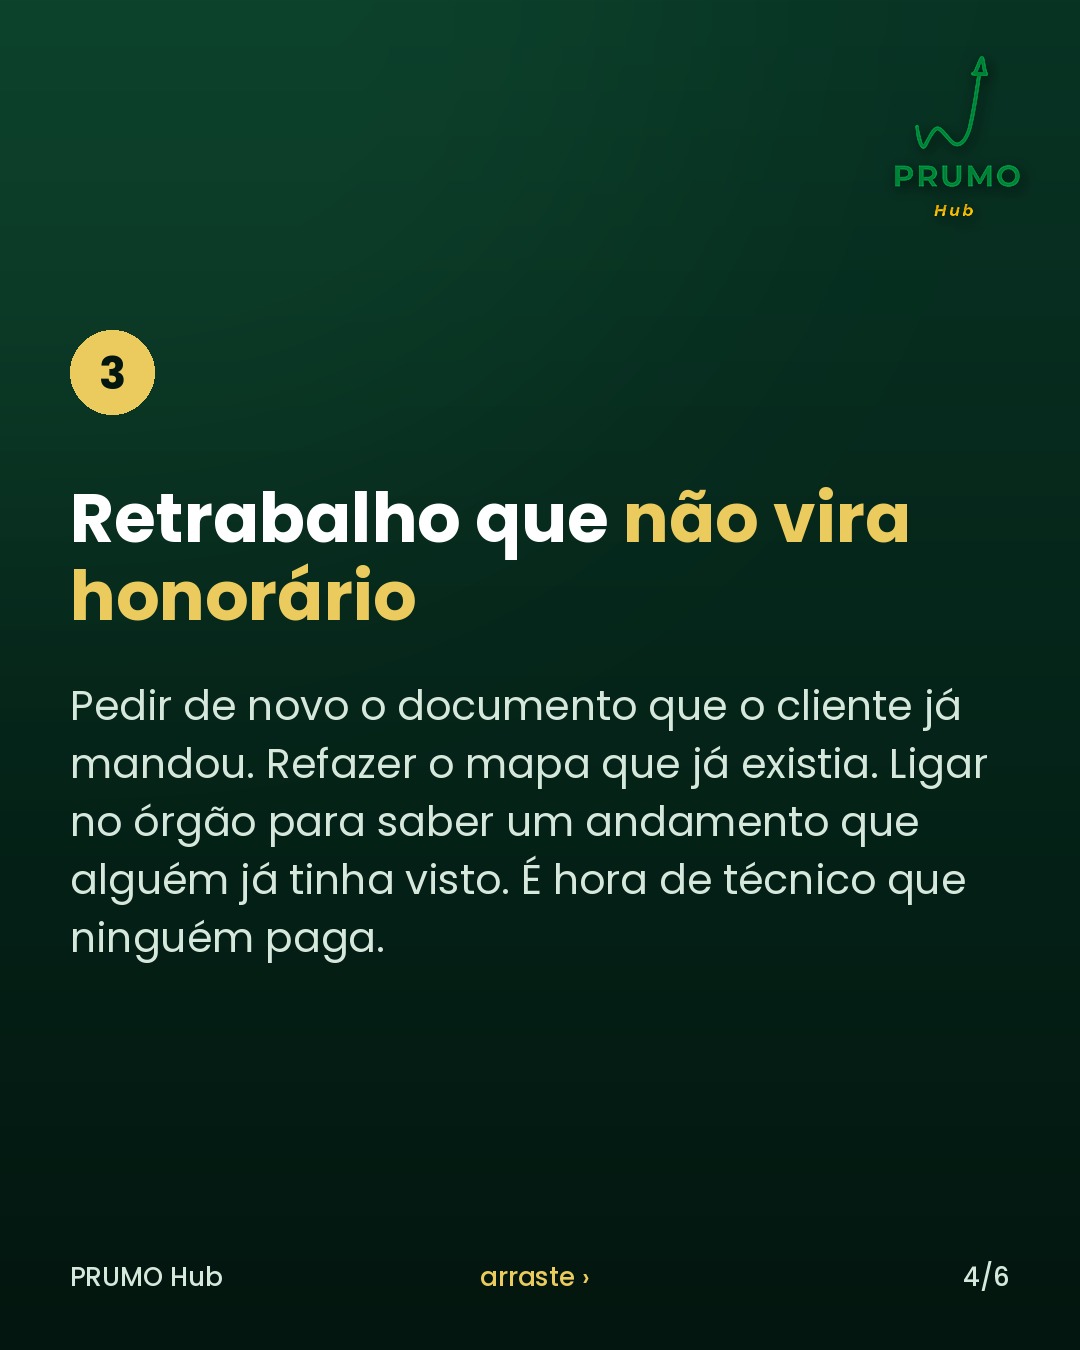 PRUMO
Hub
3
Retrabalho que não vira
honorário
Pedir de novo o documento que o cliente já
mandou. Refazer o mapa que já existia. Ligar
no órgão para saber um andamento que
alguém já tinha visto. É hora de técnico que
ninguém paga.
PRUMO Hub
arraste ›
4/6